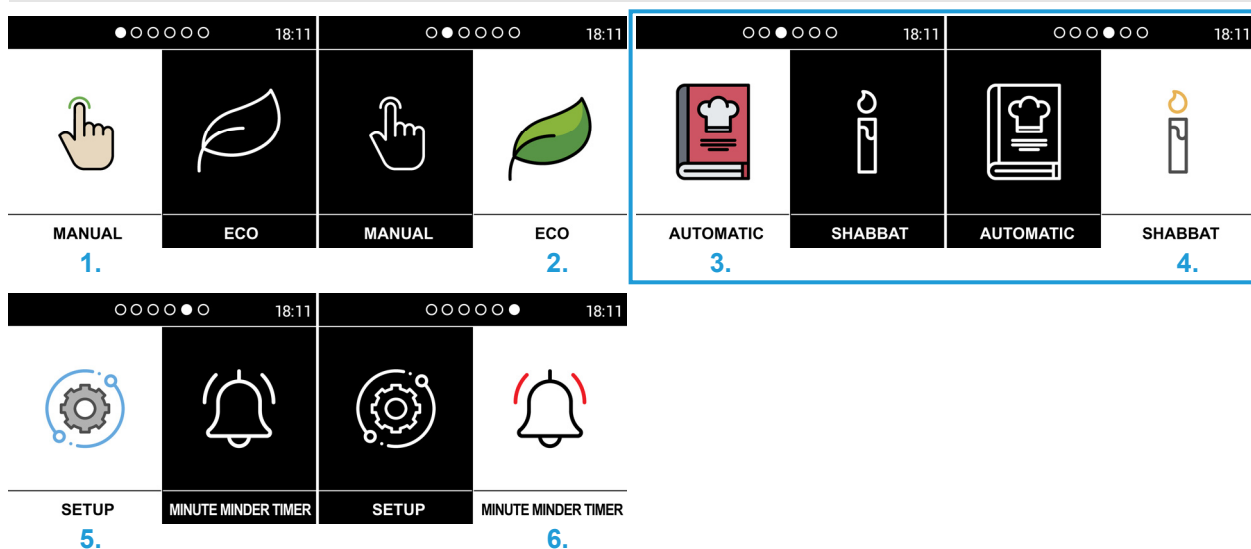 18:11 18:11 18:11 18:11
MANUAL ECO MANUAL ECO AUTOMATIC SHABBAT AUTOMATIC SHABBAT
1. 2. 3. 4.
18:11 18:11
SETUP MINUTE MINDER TIMER SETUP MINUTE MINDER TIMER
5. 6.